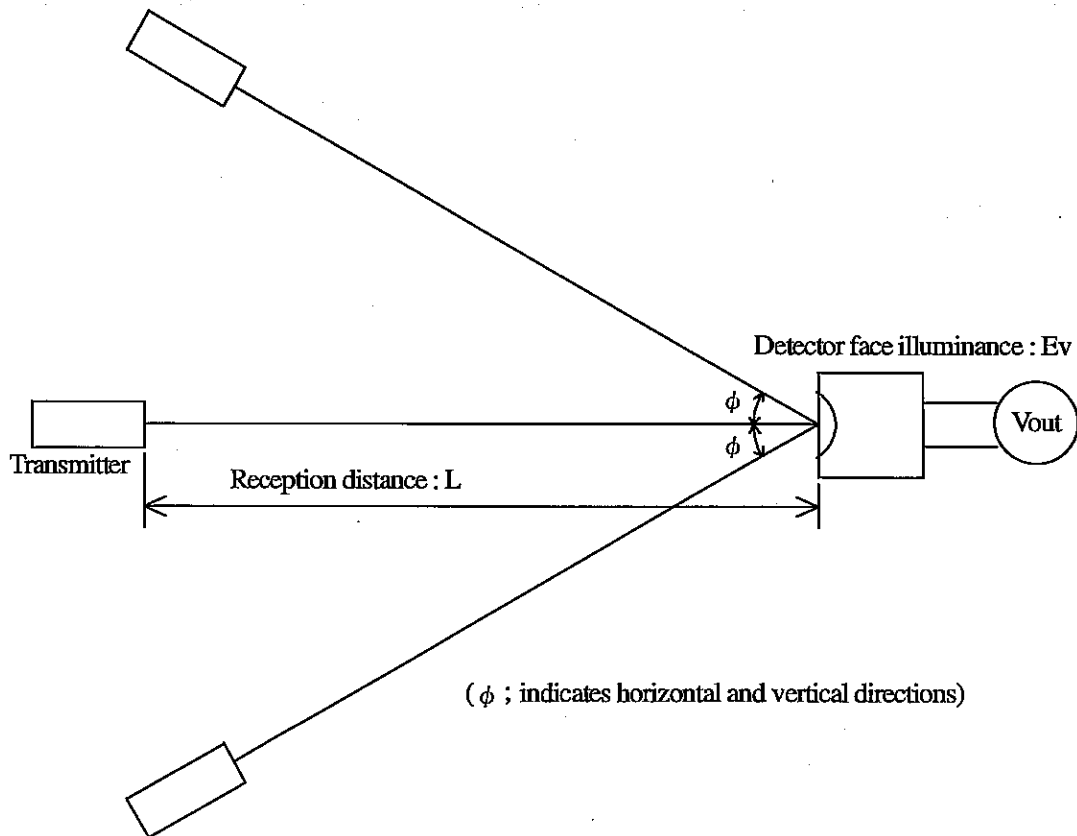 Detector face illuminance : Ev
ϕ
Vout
ϕ
Transmitter
Reception distance : L
( ϕ ; indicates horizontal and vertical directions)